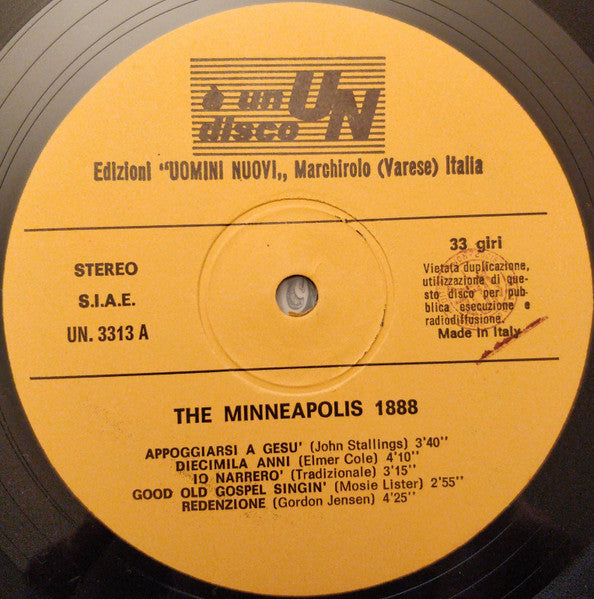 è un UN
disco
Edizioni “UOMINI NUOVI„ Marchirolo (Varese) Italia
STEREO
S.I.A.E.
UN. 3313 A
33 giri
Vietata duplicazione,
utilizzazione di que-
sto disco per pub-
blica esecuzione e
radiodiffusione.
Made in Italy
THE MINNEAPOLIS 1888
APPOGGIARSI A GESU' (John Stallings) 3'40''
DIECIMILA ANNI (Elmer Cole) 4'10''
IO NARRERO' (Tradizionale) 3'15''
GOOD OLD GOSPEL SINGIN' (Mosie Lister) 2'55''
REDENZIONE (Gordon Jensen) 4'25''